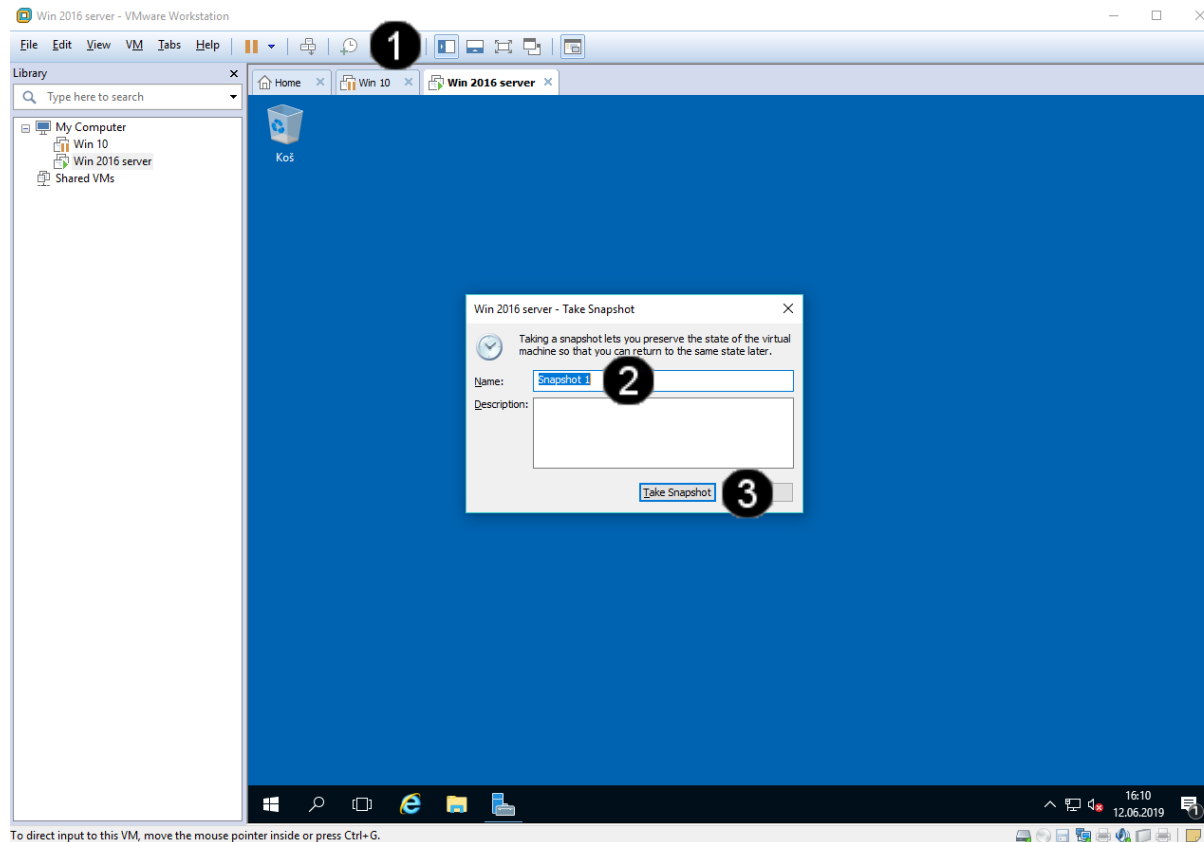 Win 2016 server - VMware Workstation
File Edit View VM Tabs Help
1
Library
Home Win 10 Win 2016 server
Type here to search
My Computer
Win 10
Win 2016 server
Shared VMs
Koš
Win 2016 server - Take Snapshot
Taking a snapshot lets you preserve the state of the virtual
machine so that you can return to the same state later.
Name: Snapshot 1
2
Description:
Take Snapshot
3
16:10
12.06.2019
1
To direct input to this VM, move the mouse pointer inside or press Ctrl+G.